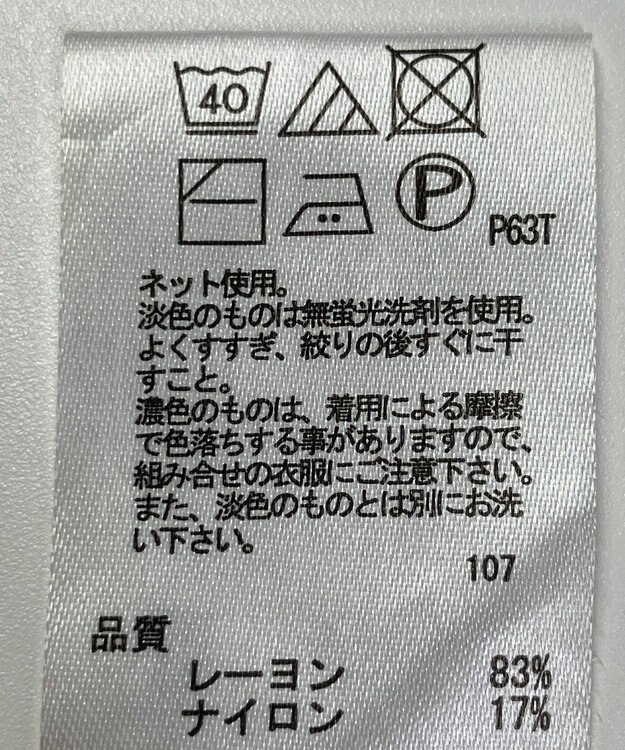 40
P
P63T
ネット使用。
淡色のものは無蛍光洗剤を使用。
よくすすぎ、絞りの後すぐに干
すこと。
濃色のものは、着用による摩擦
で色落ちする事がありますので、
組み合せの衣服にご注意下さい。
また、淡色のものとは別にお洗
い下さい。
107
品質
レーヨン 83%
ナイロン 17%